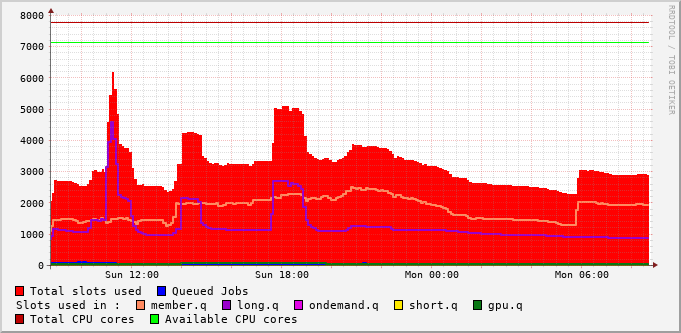 RRDTOOL / TOBI OETIKER
8000
7000
6000
5000
4000
3000
2000
1000
0
Sun 12:00 Sun 18:00 Mon 00:00 Mon 06:00
Total slots used Queued Jobs
Slots used in : member.q long.q ondemand.q short.q gpu.q
Total CPU cores Available CPU cores